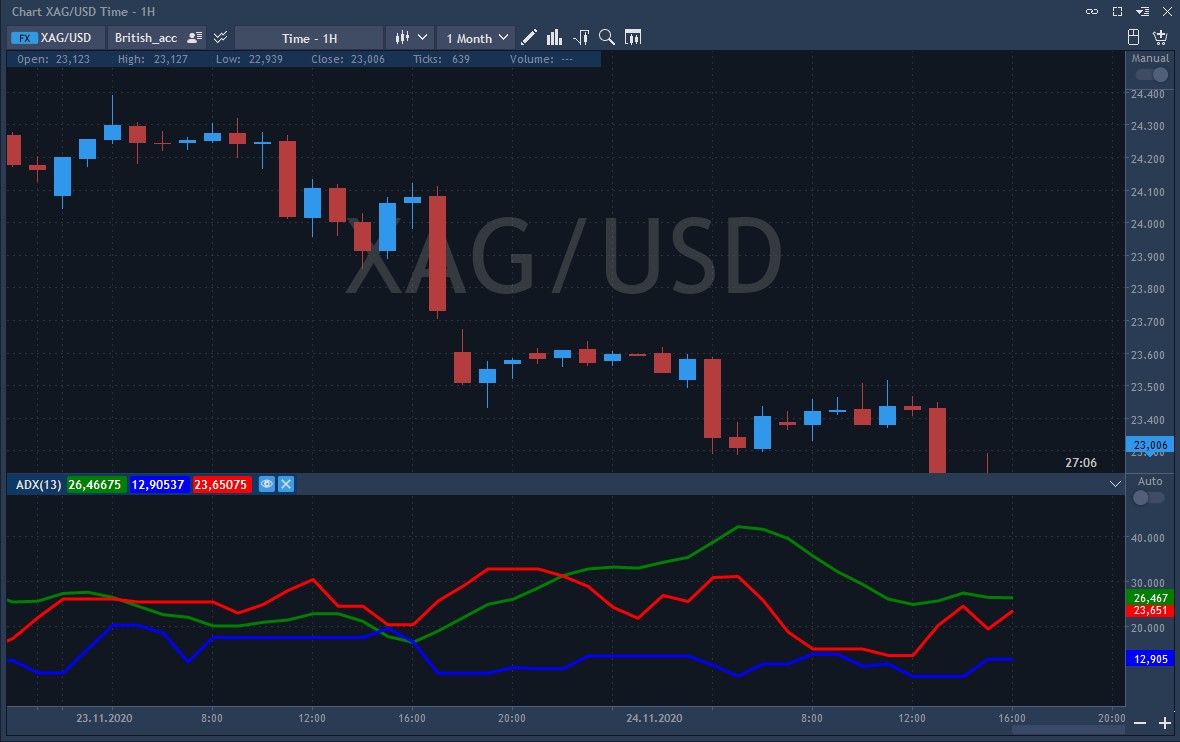 Chart XAG/USD Time - 1H
FX XAG/USD British_acc Time - 1H 1 Month
Open: 23,123 High: 23,127 Low: 22,939 Close: 23,006 Ticks: 639 Volume: ---
Manual
24.400
24.300
24.200
24.100
24.000
23.900
XAG/USD
23.800
23.700
23.600
23.500
23.400
23,006
27:06
ADX(13) 26,46675 12,90537 23,65075
Auto
40.000
30.000
26,467
23,651
20.000
12,905
23.11.2020 8:00 12:00 16:00 20:00 24.11.2020 8:00 12:00 16:00 20:00